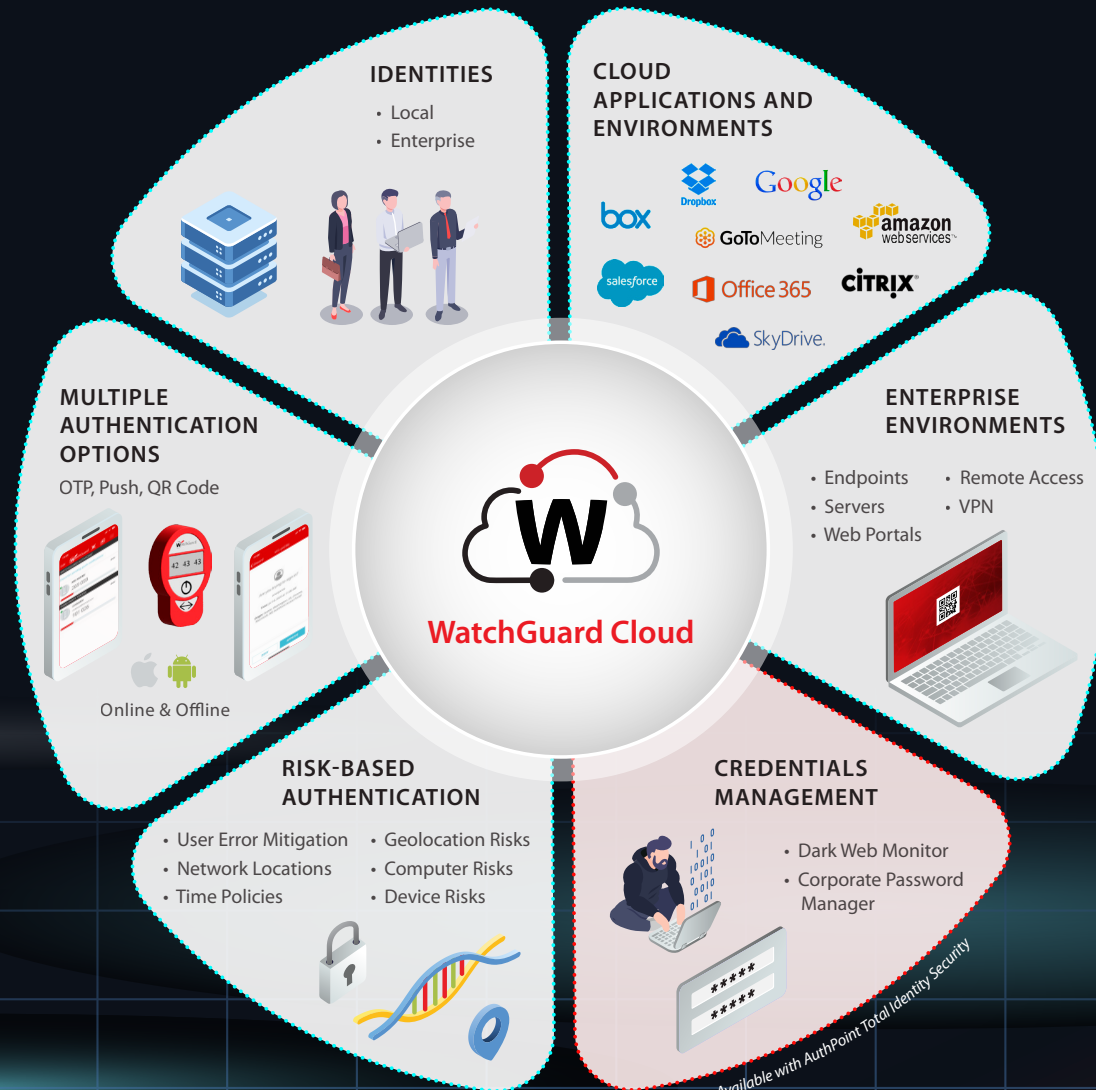 IDENTITIES
• Local
• Enterprise
CLOUD
APPLICATIONS AND
ENVIRONMENTS
Dropbox
Google
box
GoToMeeting
amazon
webservices™
salesforce
Office 365
CITRIX®
SkyDrive.
MULTIPLE
AUTHENTICATION
OPTIONS
OTP, Push, QR Code
42 43 43
Online & Offline
ENTERPRISE
ENVIRONMENTS
• Endpoints
• Servers
• Web Portals
• Remote Access
• VPN
W
WatchGuard Cloud
RISK-BASED
AUTHENTICATION
• User Error Mitigation
• Network Locations
• Time Policies
• Geolocation Risks
• Computer Risks
• Device Risks
CREDENTIALS
MANAGEMENT
• Dark Web Monitor
• Corporate Password
Manager
*****
*****
Available with AuthPoint Total Identity Security